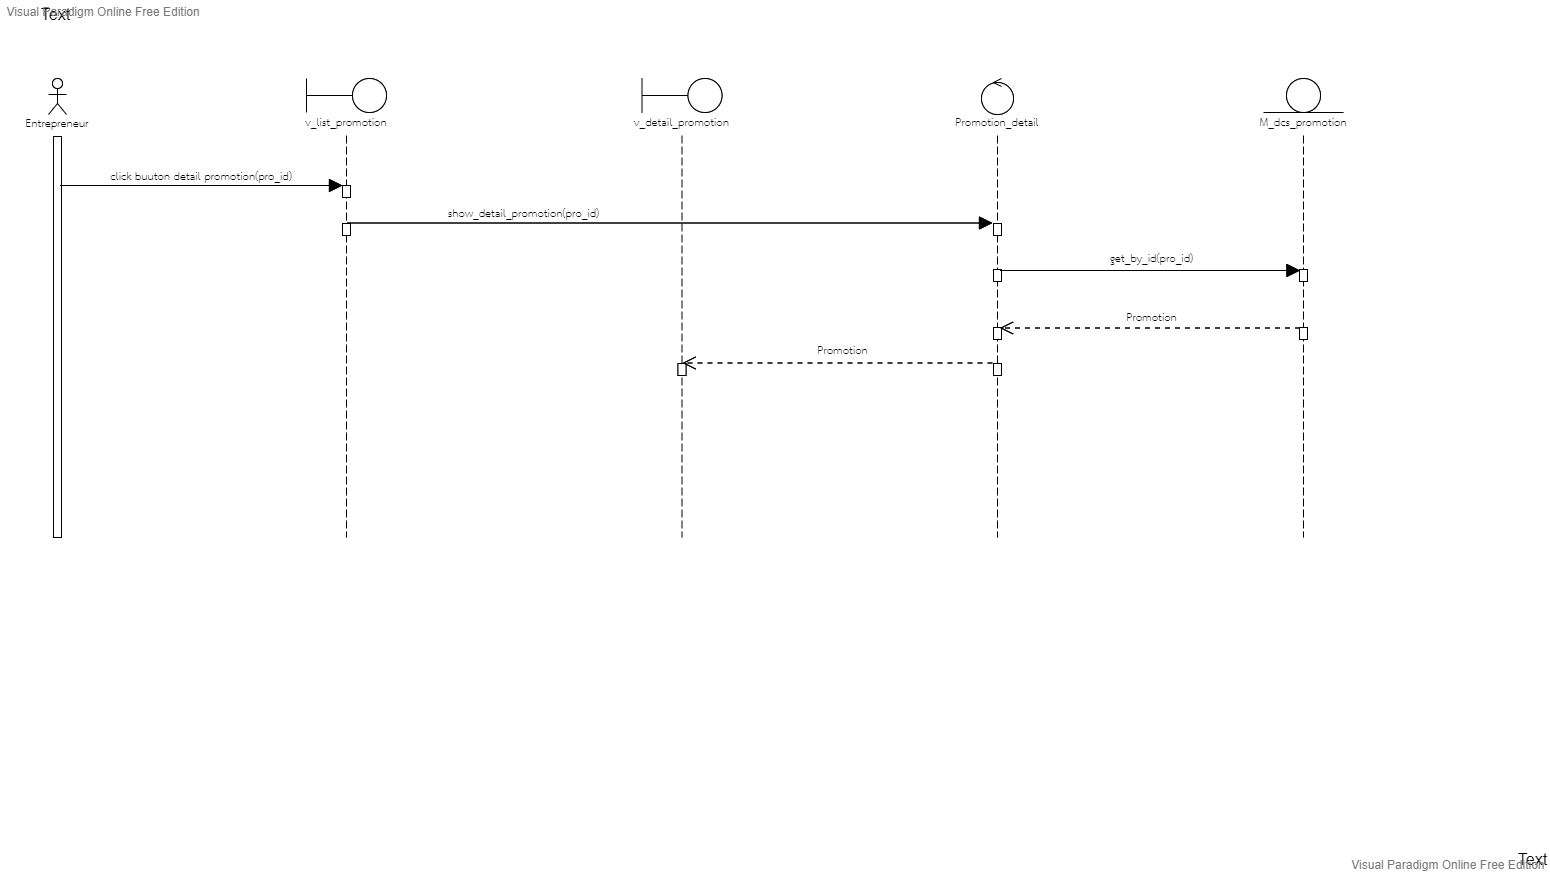 Visual Paradigm Online Free Edition
Text
Entrepreneur
v_list_promotion
v_detail_promotion
Promotion_detail
M_dcs_promotion
click buuton detail promotion(pro_id)
show_detail_promotion(pro_id)
get_by_id(pro_id)
Promotion
Promotion
Text
Visual Paradigm Online Free Edition